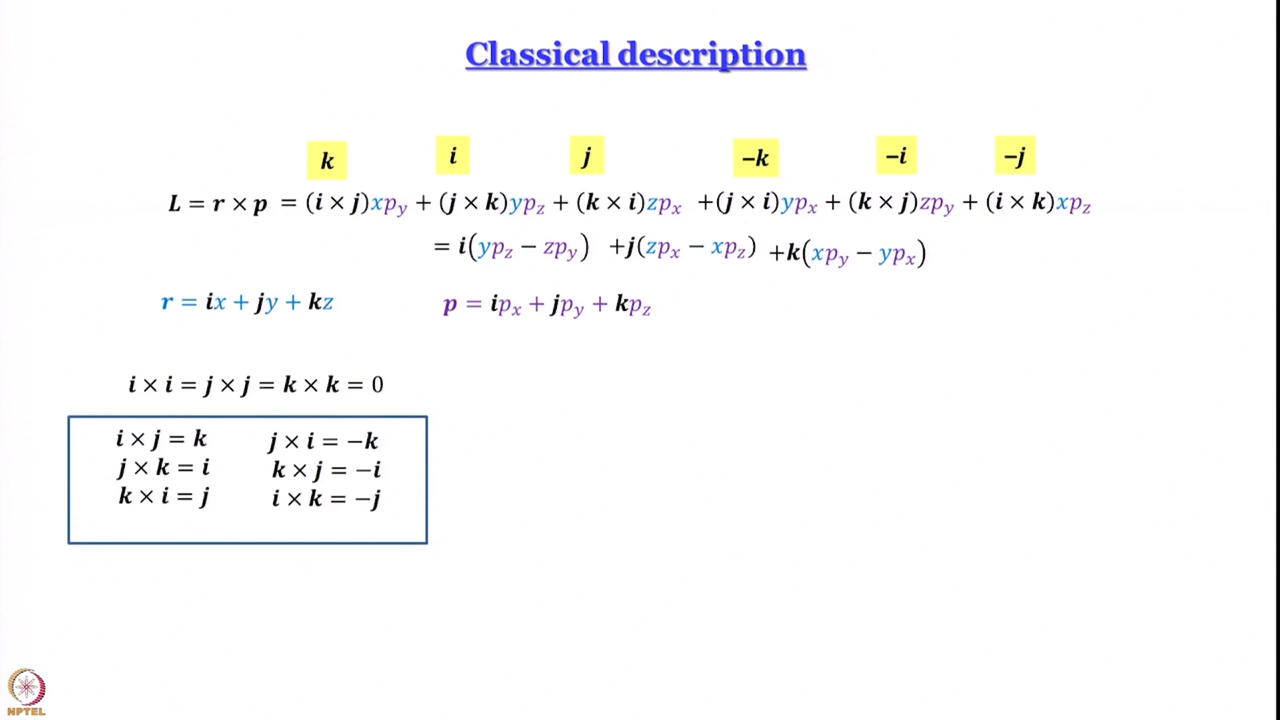 Classical description
k i j −k −i −j
L = r × p = (i × j)xp_y + (j × k)yp_z + (k × i)zp_x +(j × i)yp_x + (k × j)zp_y + (i × k)xp_z
= i(yp_z − zp_y) +j(zp_x − xp_z) +k(xp_y − yp_x)
r = ix + jy + kz p = ip_x + jp_y + kp_z
i × i = j × j = k × k = 0
i × j = k j × i = −k
j × k = i k × j = −i
k × i = j i × k = −j
NPTEL